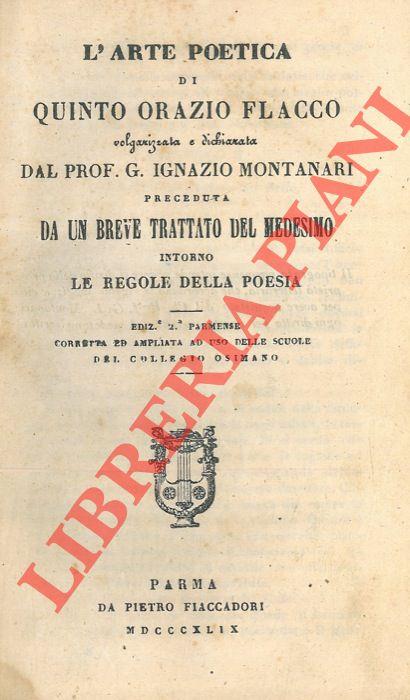 L'ARTE POETICA
DI
QUINTO ORAZIO FLACCO
volgarizzata e dichiarata
DAL PROF. G. IGNAZIO MONTANARI
PRECEDUTA
DA UN BREVE TRATTATO DEL MEDESIMO
INTORNO
LE REGOLE DELLA POESIA
EDIZ.e 2.a PARMENSE
CORRETTA ED AMPLIATA AD USO DELLE SCUOLE
DEL COLLEGIO OSIMANO
PARMA
DA PIETRO FIACCADORI
MDCCCXLIX
LIBRERIA PIANI